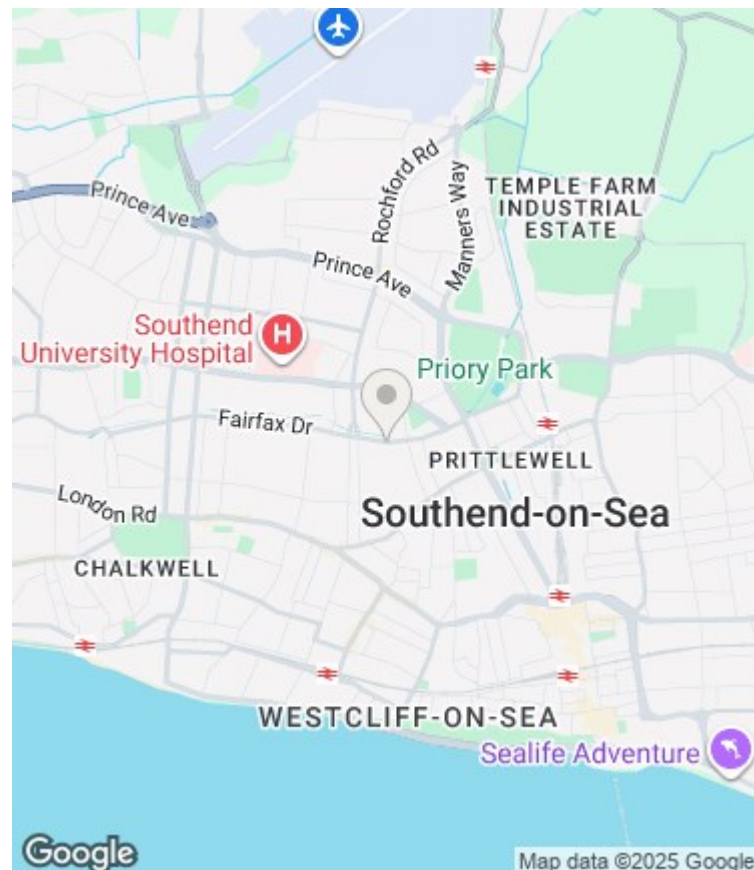 Rochford Rd
Manners Way
TEMPLE FARM
INDUSTRIAL
ESTATE
Prince Ave
Prince Ave
Southend
University Hospital
H
Priory Park
Fairfax Dr
PRITTLEWELL
London Rd
Southend-on-Sea
CHALKWELL
WESTCLIFF-ON-SEA
Sealife Adventure
Google
Map data ©2025 Google